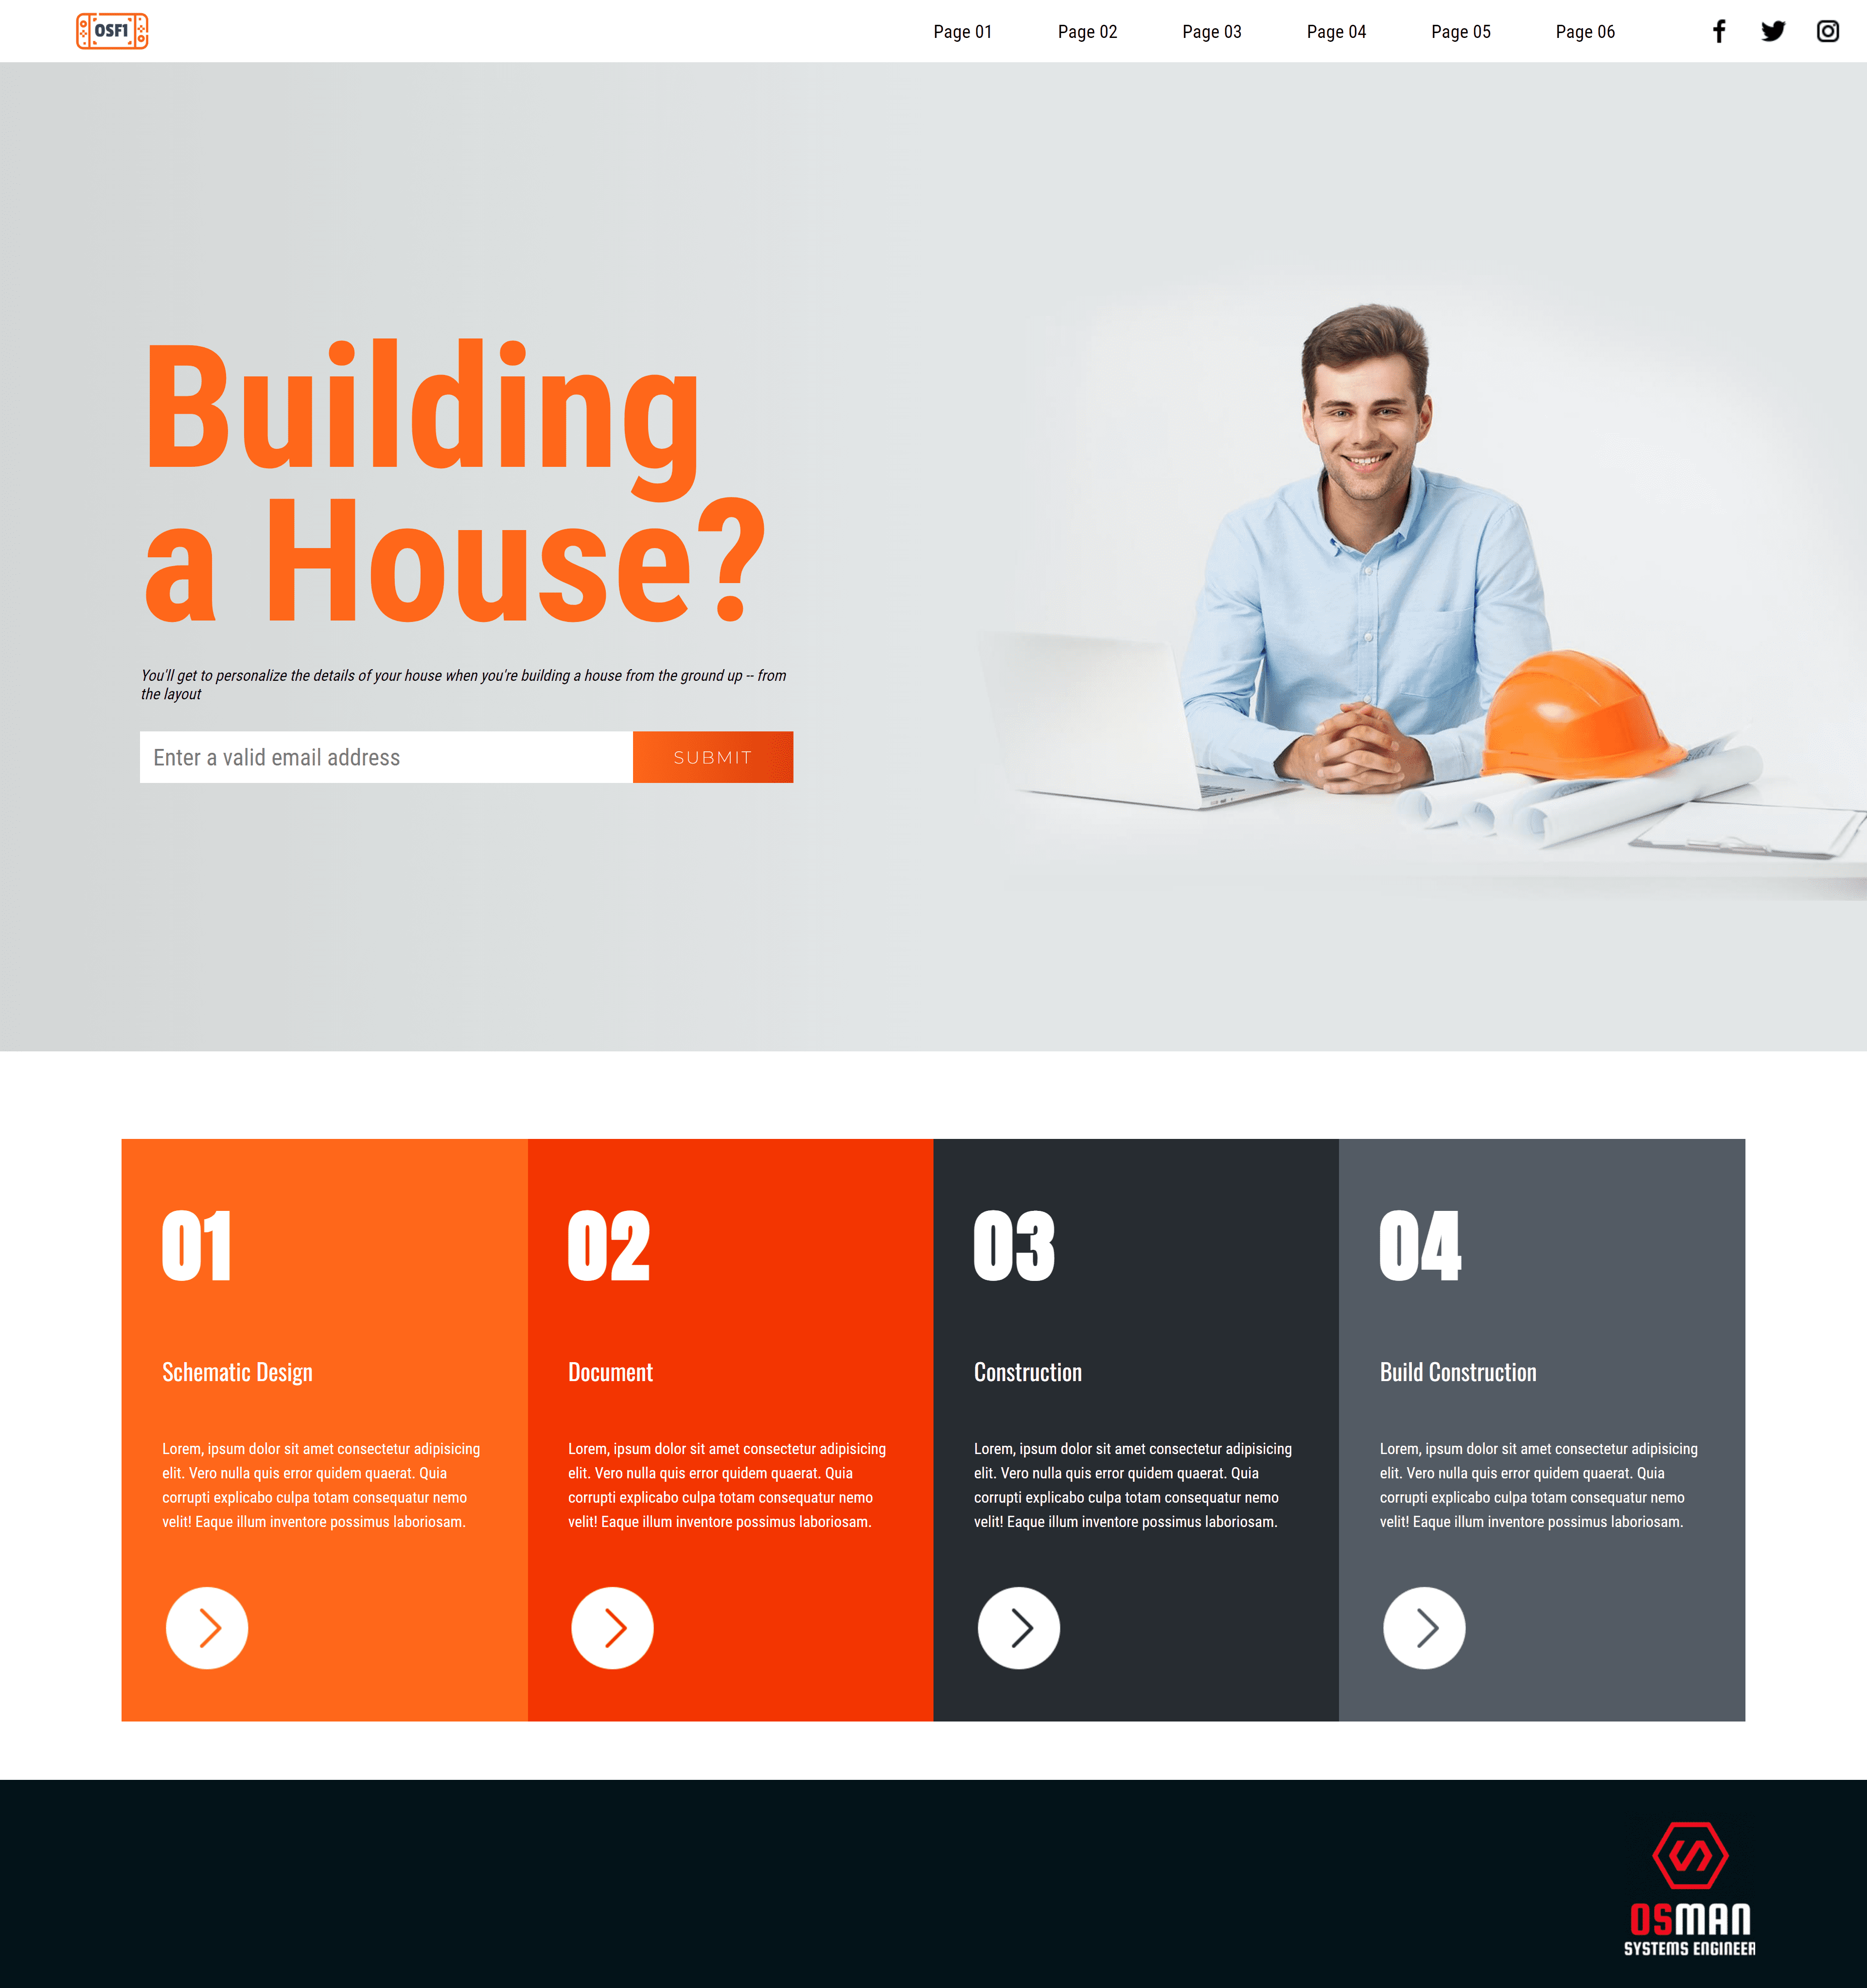 OSF1
Page 01 Page 02 Page 03 Page 04 Page 05 Page 06
Building
a House?
You'll get to personalize the details of your house when you're building a house from the ground up -- from
the layout
Enter a valid email address
SUBMIT
01
Schematic Design
Lorem, ipsum dolor sit amet consectetur adipisicing
elit. Vero nulla quis error quidem quaerat. Quia
corrupti explicabo culpa totam consequatur nemo
velit! Eaque illum inventore possimus laboriosam.
02
Document
Lorem, ipsum dolor sit amet consectetur adipisicing
elit. Vero nulla quis error quidem quaerat. Quia
corrupti explicabo culpa totam consequatur nemo
velit! Eaque illum inventore possimus laboriosam.
03
Construction
Lorem, ipsum dolor sit amet consectetur adipisicing
elit. Vero nulla quis error quidem quaerat. Quia
corrupti explicabo culpa totam consequatur nemo
velit! Eaque illum inventore possimus laboriosam.
04
Build Construction
Lorem, ipsum dolor sit amet consectetur adipisicing
elit. Vero nulla quis error quidem quaerat. Quia
corrupti explicabo culpa totam consequatur nemo
velit! Eaque illum inventore possimus laboriosam.
OSMAN
SYSTEMS ENGINEER